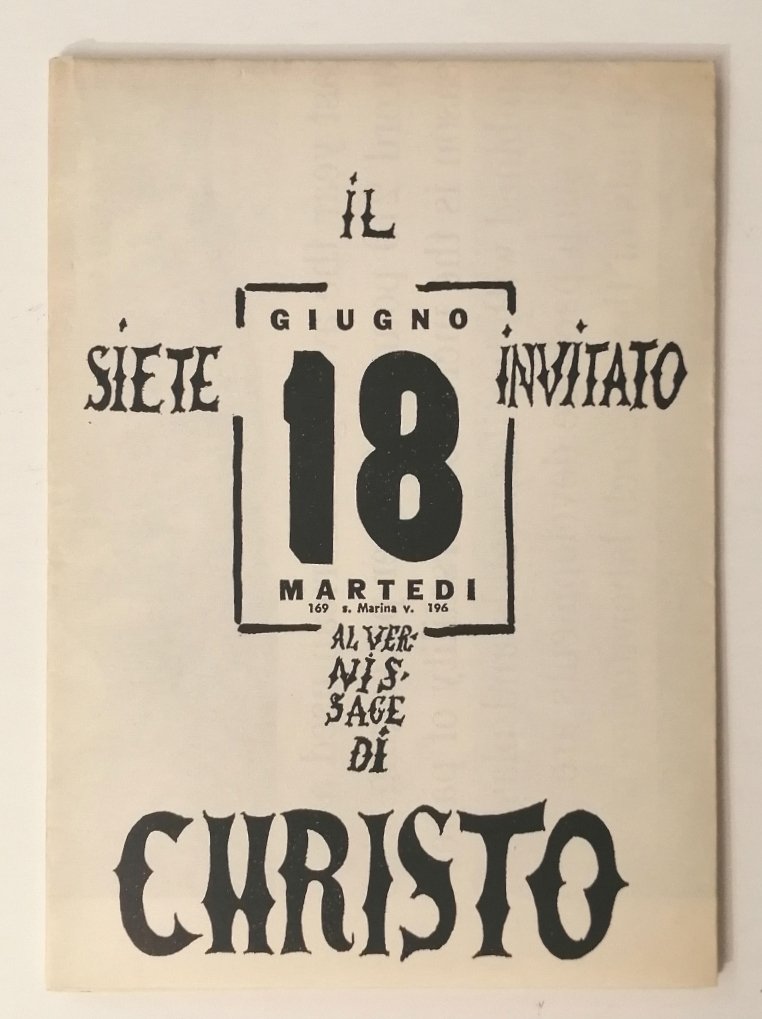 iL
GIUGNO
SiETE 18 iNViTATO
MARTEDI
169 s. Marina v. 196
AL VER-
NiS-
SAGE
Di
CHRISTO